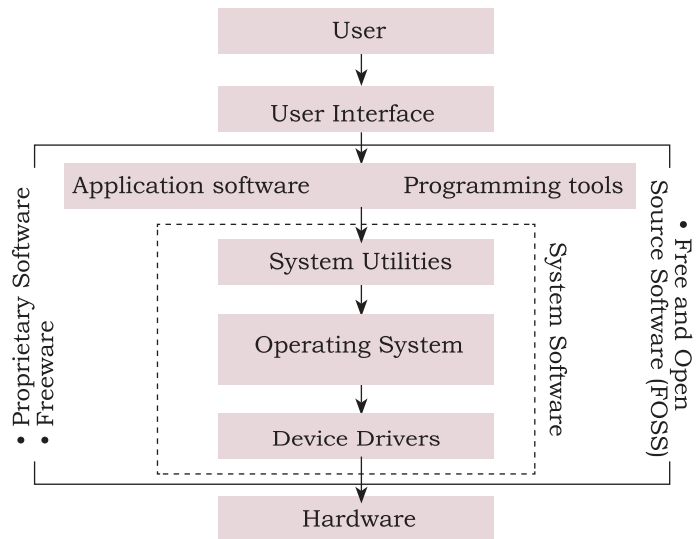 User
User Interface
Application software
Programming tools
System Utilities
Operating System
Device Drivers
Hardware
System Software
• Proprietary Software
• Freeware
• Free and Open
Source Software (FOSS)